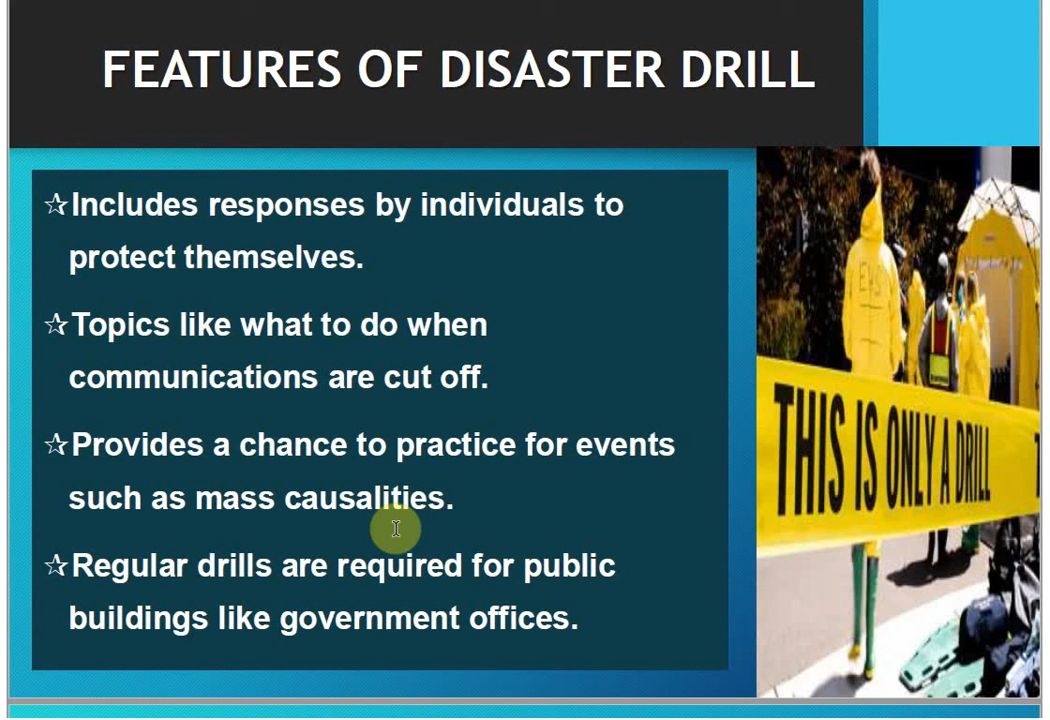 FEATURES OF DISASTER DRILL
☆Includes responses by individuals to
protect themselves.
☆Topics like what to do when
communications are cut off.
☆Provides a chance to practice for events
such as mass causalities.
☆Regular drills are required for public
buildings like government offices.
EMS
THIS IS ONLY A DRILL